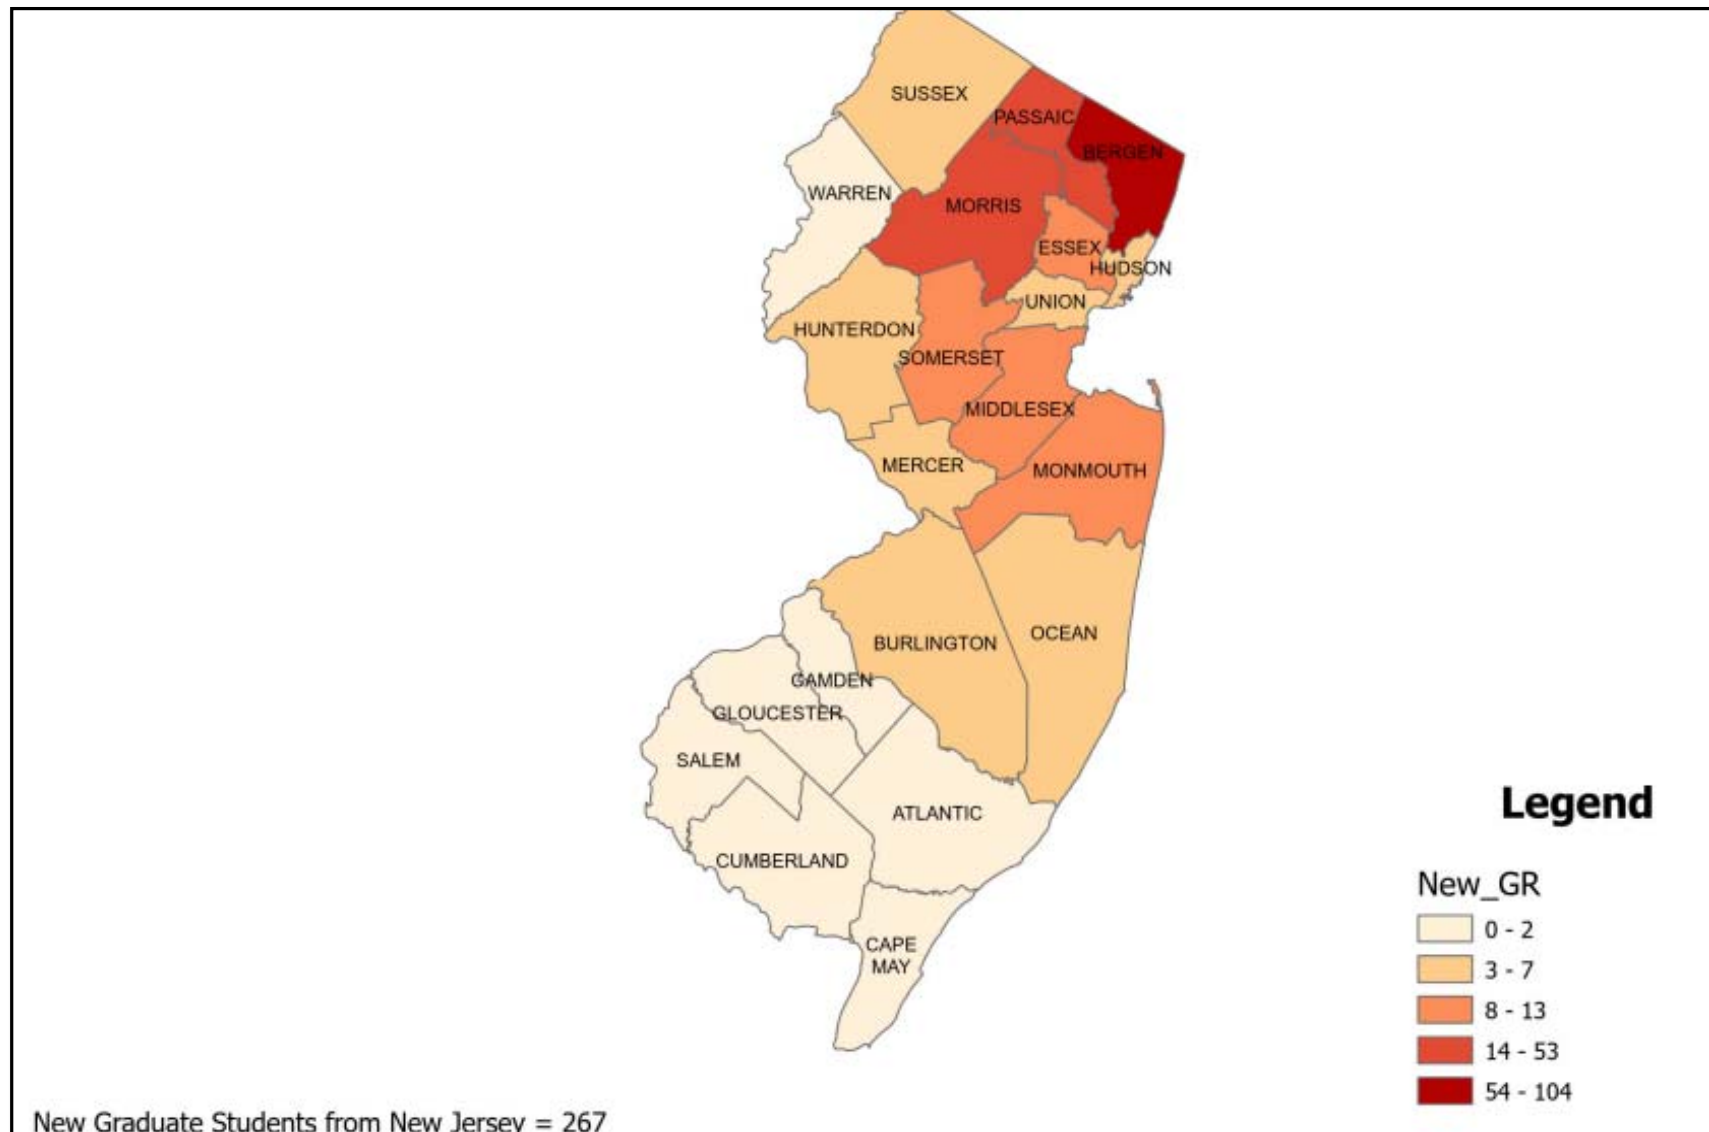 SUSSEX
PASSAIC
BERGEN
WARREN
MORRIS
ESSEX
HUDSON
UNION
HUNTERDON
SOMERSET
MIDDLESEX
MERCER
MONMOUTH
OCEAN
BURLINGTON
GAMDEN
GLOUCESTER
SALEM
ATLANTIC
CUMBERLAND
CAPE
MAY
Legend
New_GR
0 - 2
3 - 7
8 - 13
14 - 53
54 - 104
New Graduate Students from New Jersey = 267